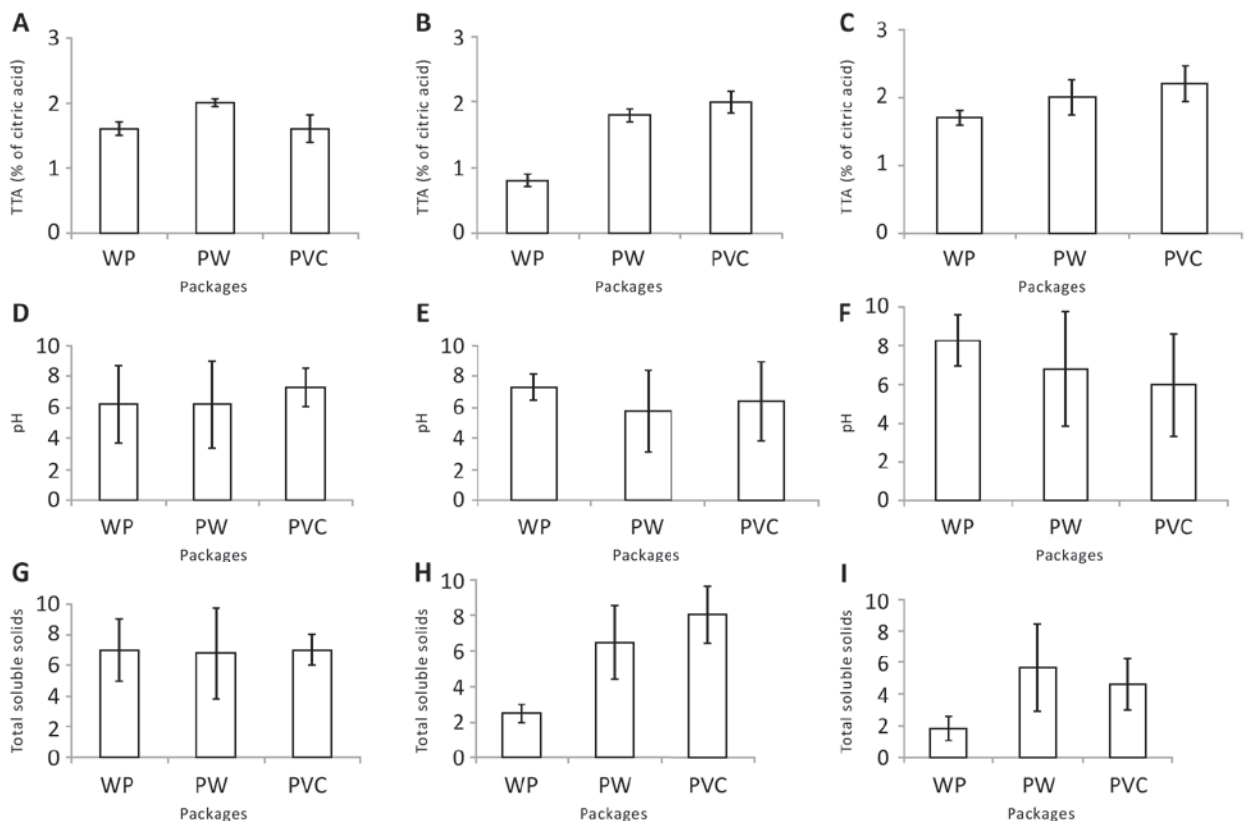 A
TTA (% of citric acid)
3
2
1
0
WP PW PVC
Packages
B
TTA (% of citric acid)
3
2
1
0
WP PW PVC
Packages
C
TTA (% of citric acid)
3
2
1
0
WP PW PVC
Packages
D
pH
10
8
6
4
2
0
WP PW PVC
Packages
E
pH
10
8
6
4
2
0
WP PW PVC
Packages
F
pH
10
8
6
4
2
0
WP PW PVC
Packages
G
Total soluble solids
10
8
6
4
2
0
WP PW PVC
Packages
H
Total soluble solids
10
8
6
4
2
0
WP PW PVC
Packages
I
Total soluble solids
10
8
6
4
2
0
WP PW PVC
Packages